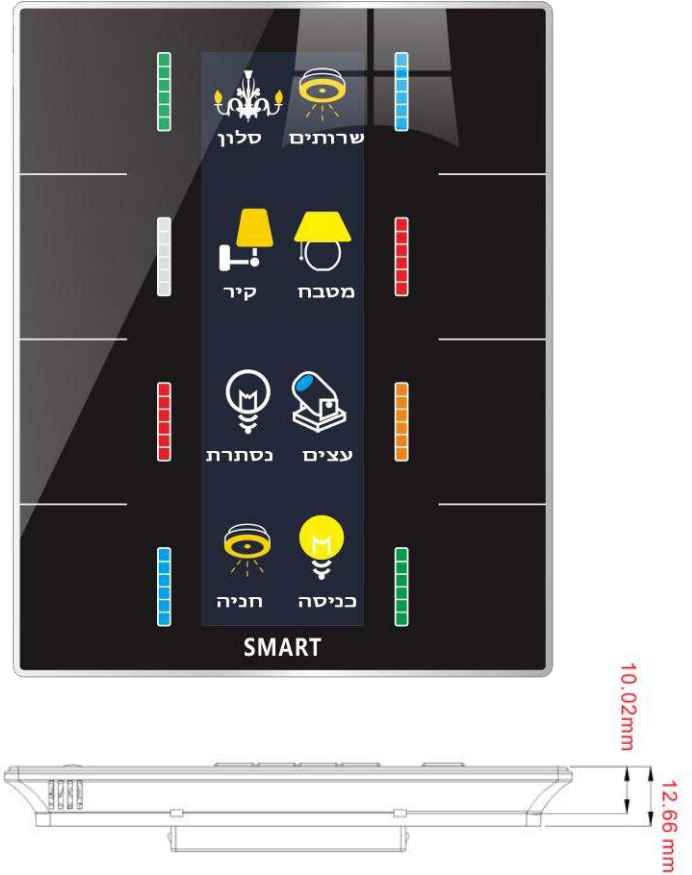 שרותים
סלון
מטבח
קיר
עצים
נסתרת
כניסה
חניה
SMART
10.02mm
12.66 mm